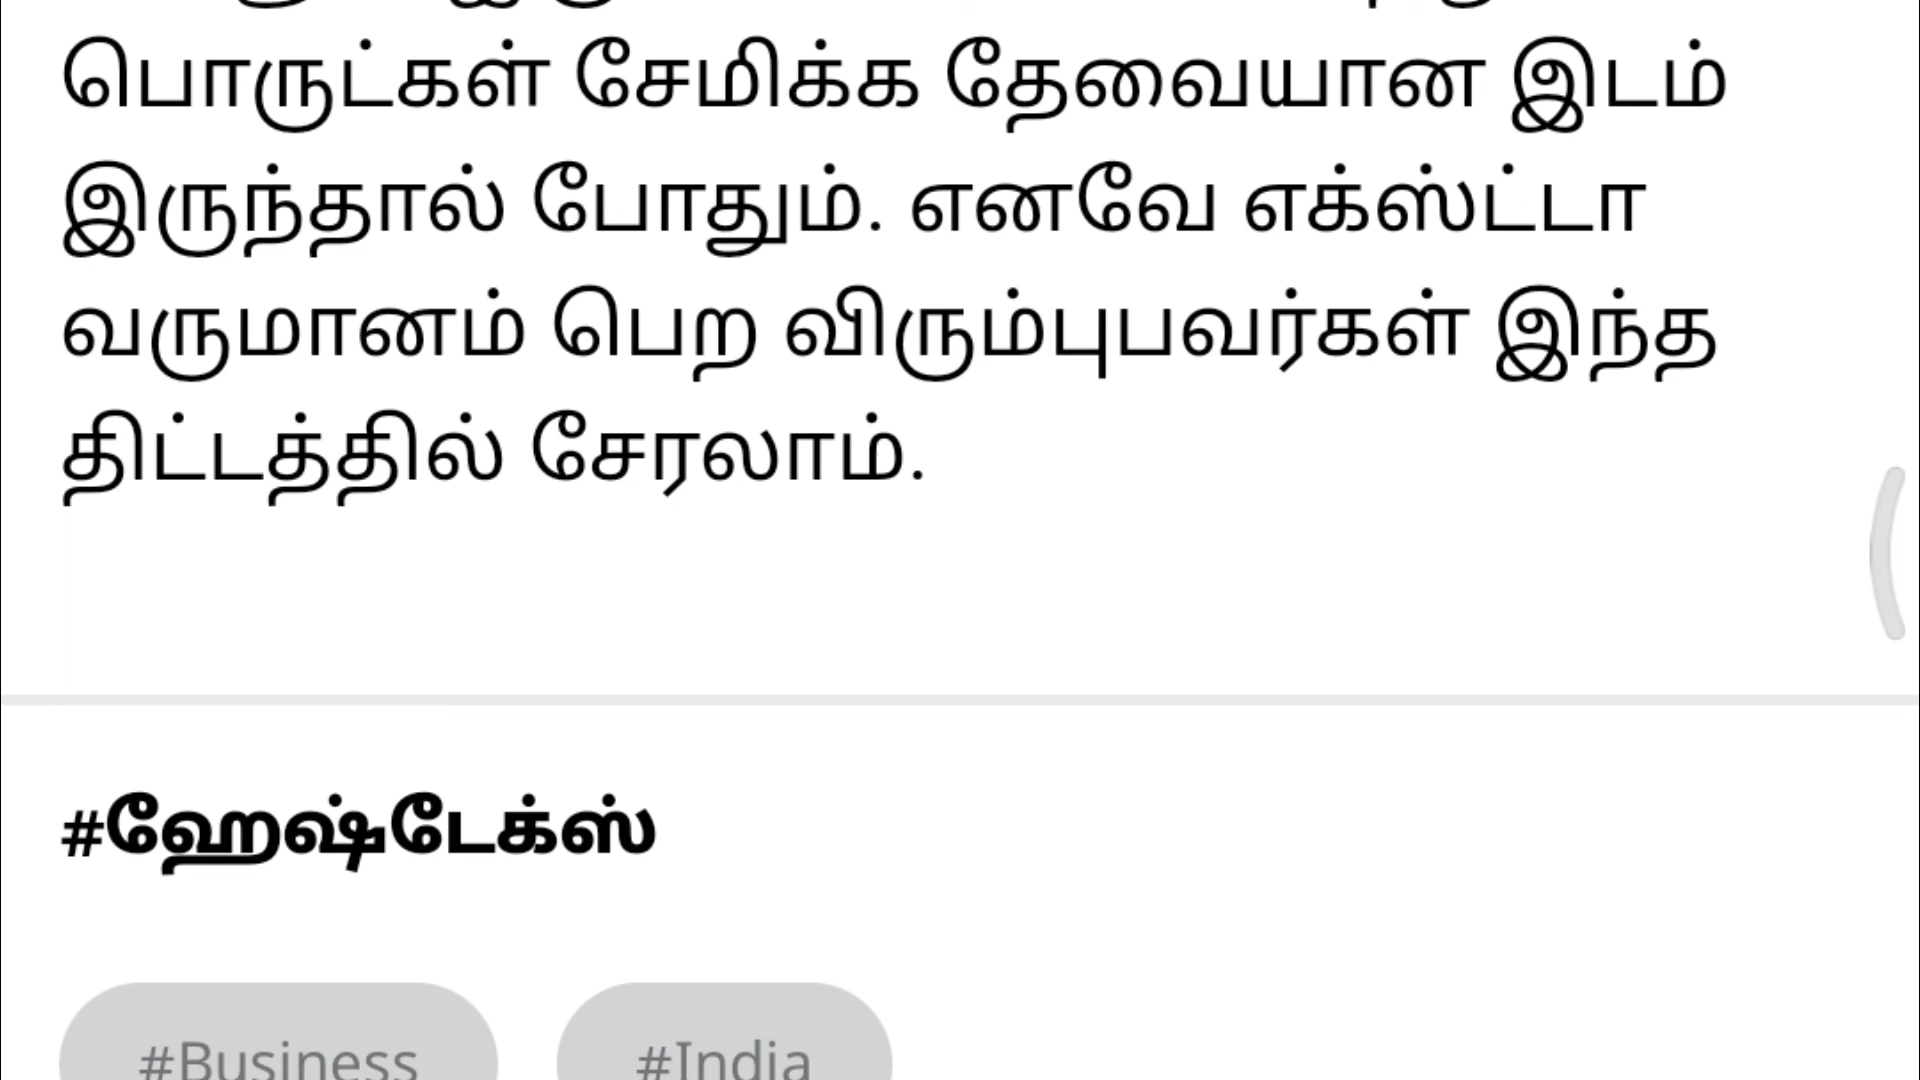 பொருட்கள் சேமிக்க தேவையான இடம்
இருந்தால் போதும். எனவே எக்ஸ்ட்டா
வருமானம் பெற விரும்புபவர்கள் இந்த
திட்டத்தில் சேரலாம்.
#ஹேஷ்டேக்ஸ்
#Business #India